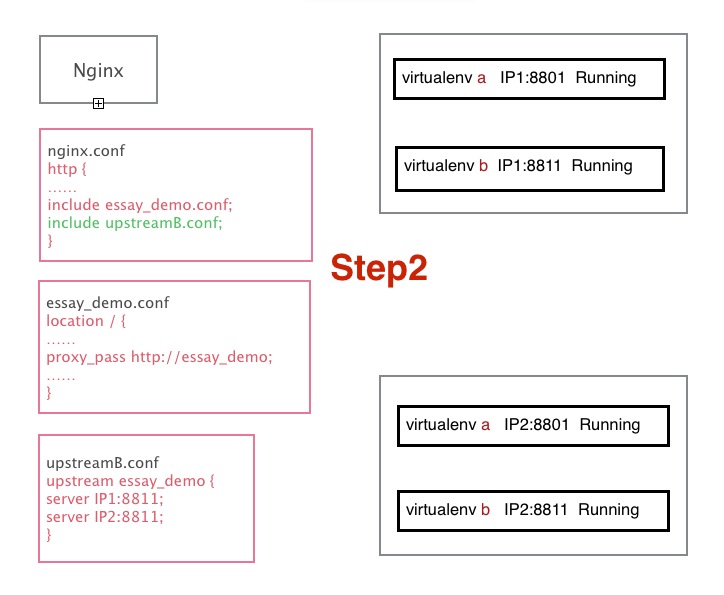 Nginx
nginx.conf
http {
......
include essay_demo.conf;
include upstreamB.conf;
}
essay_demo.conf
location / {
......
proxy_pass http://essay_demo;
......
}
upstreamB.conf
upstream essay_demo {
server IP1:8811;
server IP2:8811;
}
Step2
virtualenv a IP1:8801 Running
virtualenv b IP1:8811 Running
virtualenv a IP2:8801 Running
virtualenv b IP2:8811 Running